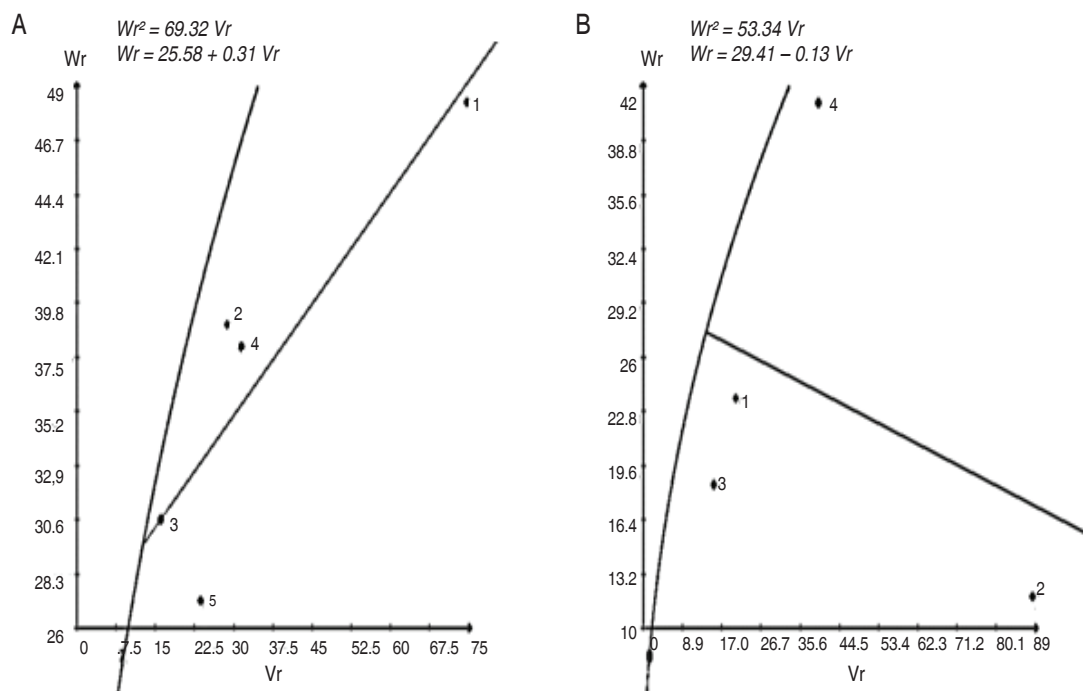 A
Wr² = 69.32 Vr
Wr = 25.58 + 0.31 Vr
Wr
49
46.7
44.4
42.1
39.8
37.5
35.2
32.9
30.6
28.3
26
1
2
4
3
5
0 7.5 15 22.5 30 37.5 45 52.5 60 67.5 75
Vr
B
Wr² = 53.34 Vr
Wr = 29.41 – 0.13 Vr
Wr
42
38.8
35.6
32.4
29.2
26
22.8
19.6
16.4
13.2
10
4
1
3
2
0 8.9 17.0 26.7 35.6 44.5 53.4 62.3 71.2 80.1 89
Vr